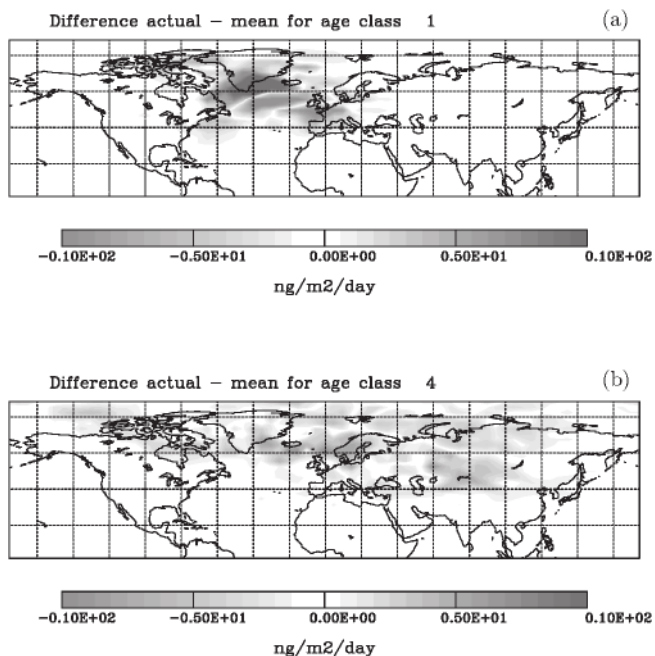 Difference actual - mean for age class 1
(a)
-0.10E+02 -0.50E+01 0.00E+00 0.50E+01 0.10E+02
ng/m2/day
Difference actual - mean for age class 4
(b)
-0.10E+02 -0.50E+01 0.00E+00 0.50E+01 0.10E+02
ng/m2/day